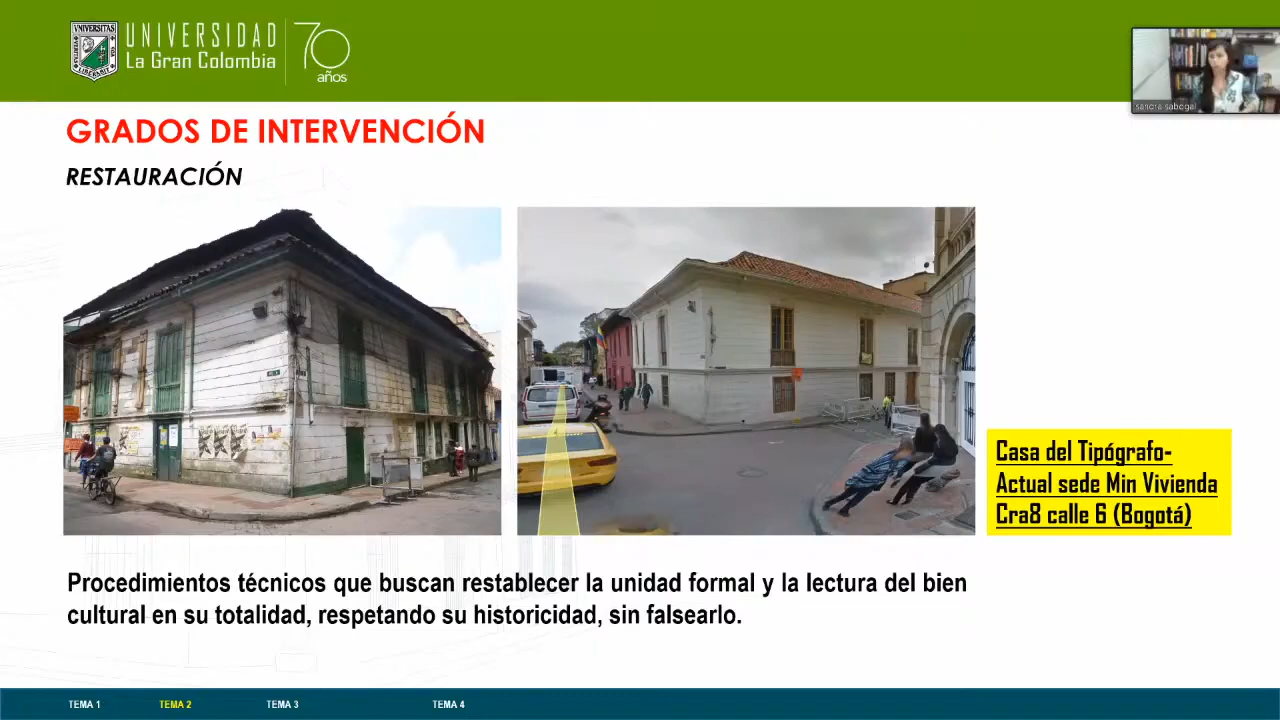 UNIVERSITAS
UNIVERSIDAD
La Gran Colombia
70
años
sandra sabogal
GRADOS DE INTERVENCIÓN
RESTAURACIÓN
Casa del Tipógrafo-
Actual sede Min Vivienda
Cra8 calle 6 (Bogotá)
Procedimientos técnicos que buscan restablecer la unidad formal y la lectura del bien
cultural en su totalidad, respetando su historicidad, sin falsearlo.
TEMA 1
TEMA 2
TEMA 3
TEMA 4